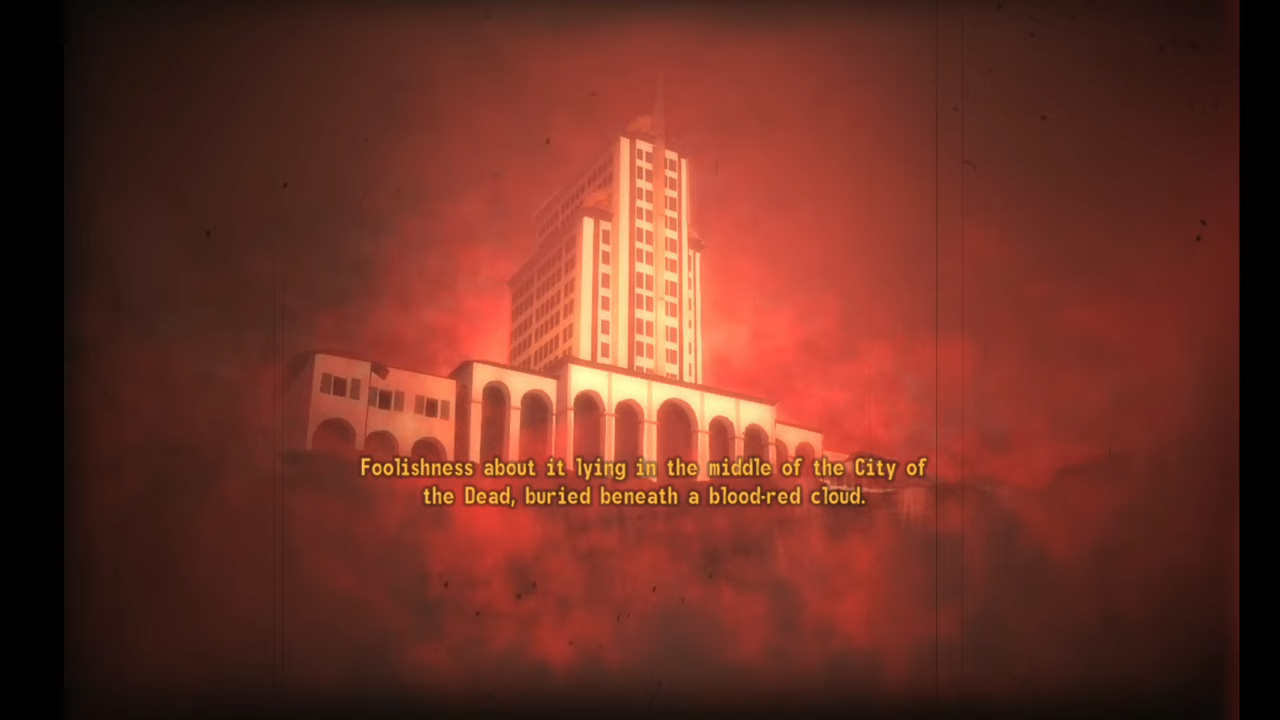 Foolishness about it lying in the middle of the City of
the Dead, buried beneath a blood-red cloud.